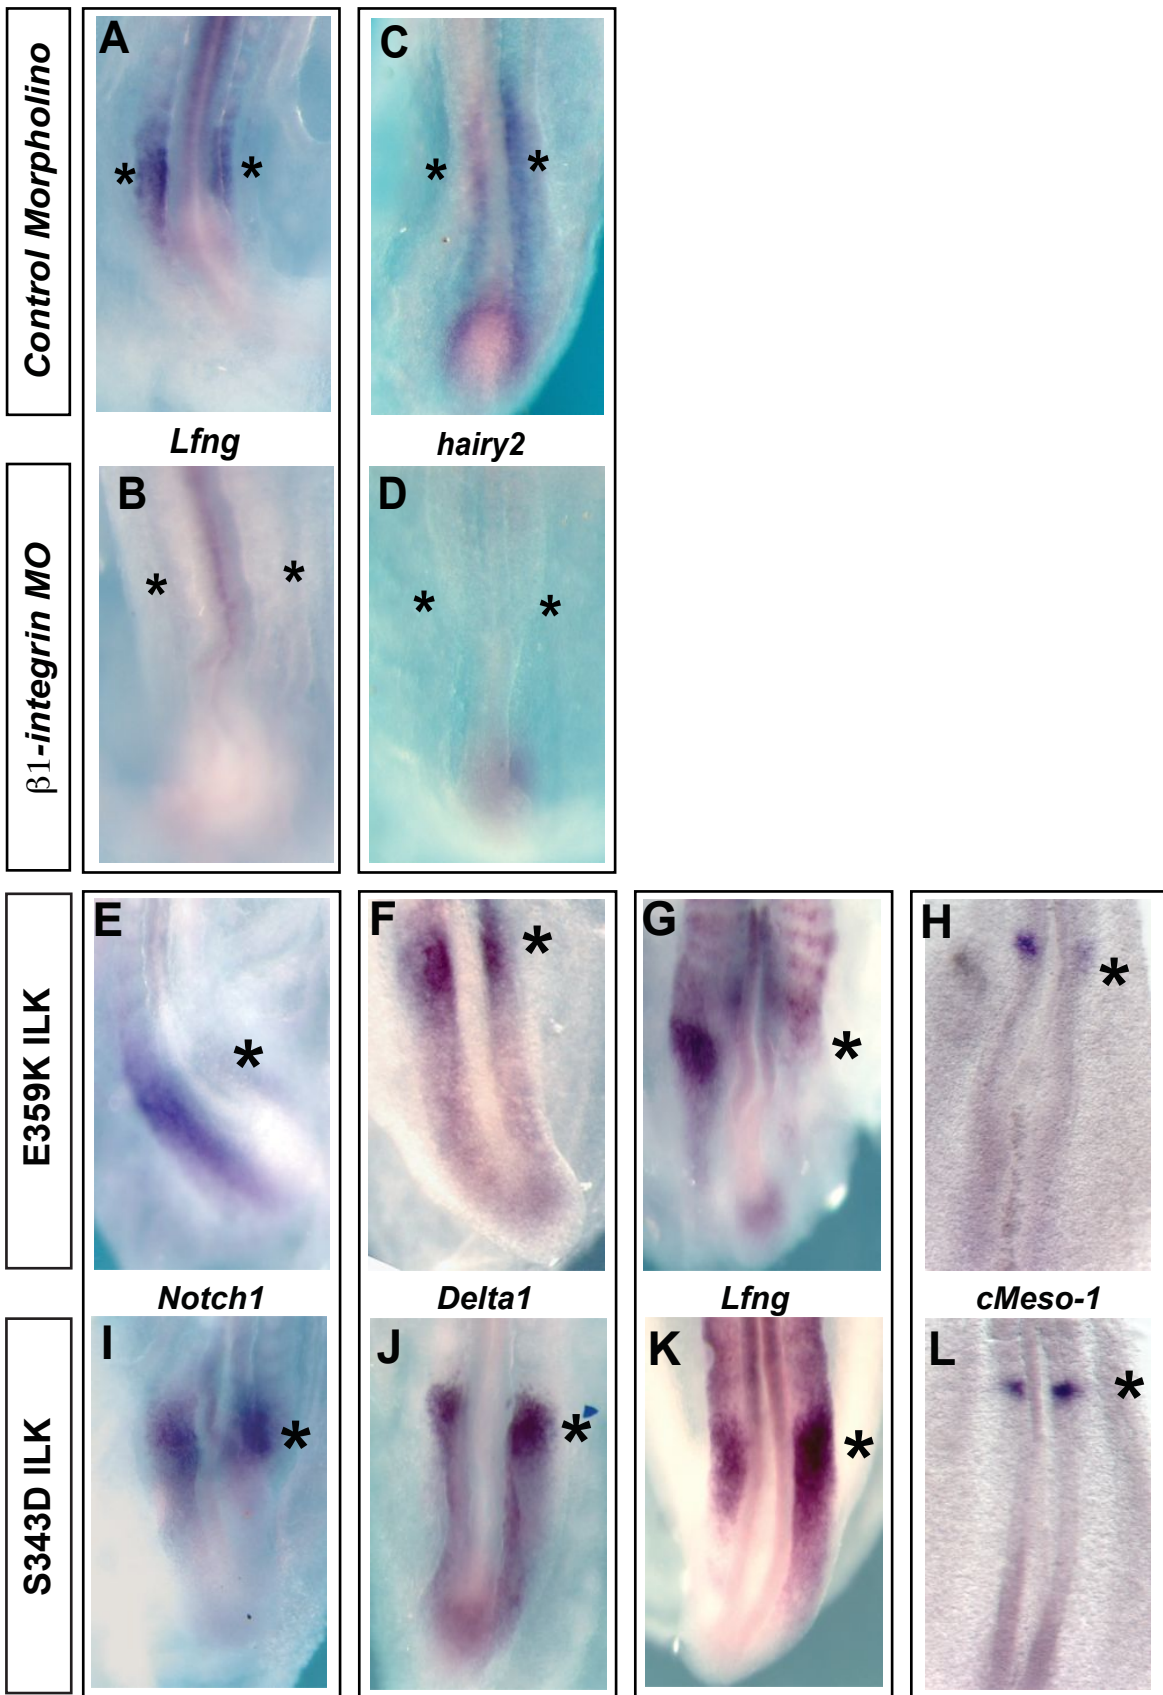 Control Morpholino
A
*
*
C
*
*
Lfng
hairy2
β1-integrin MO
B
*
*
D
*
*
E359K ILK
E
*
F
*
G
*
H
*
Notch1
Delta1
Lfng
cMeso-1
S343D ILK
I
*
J
*
K
*
L
*